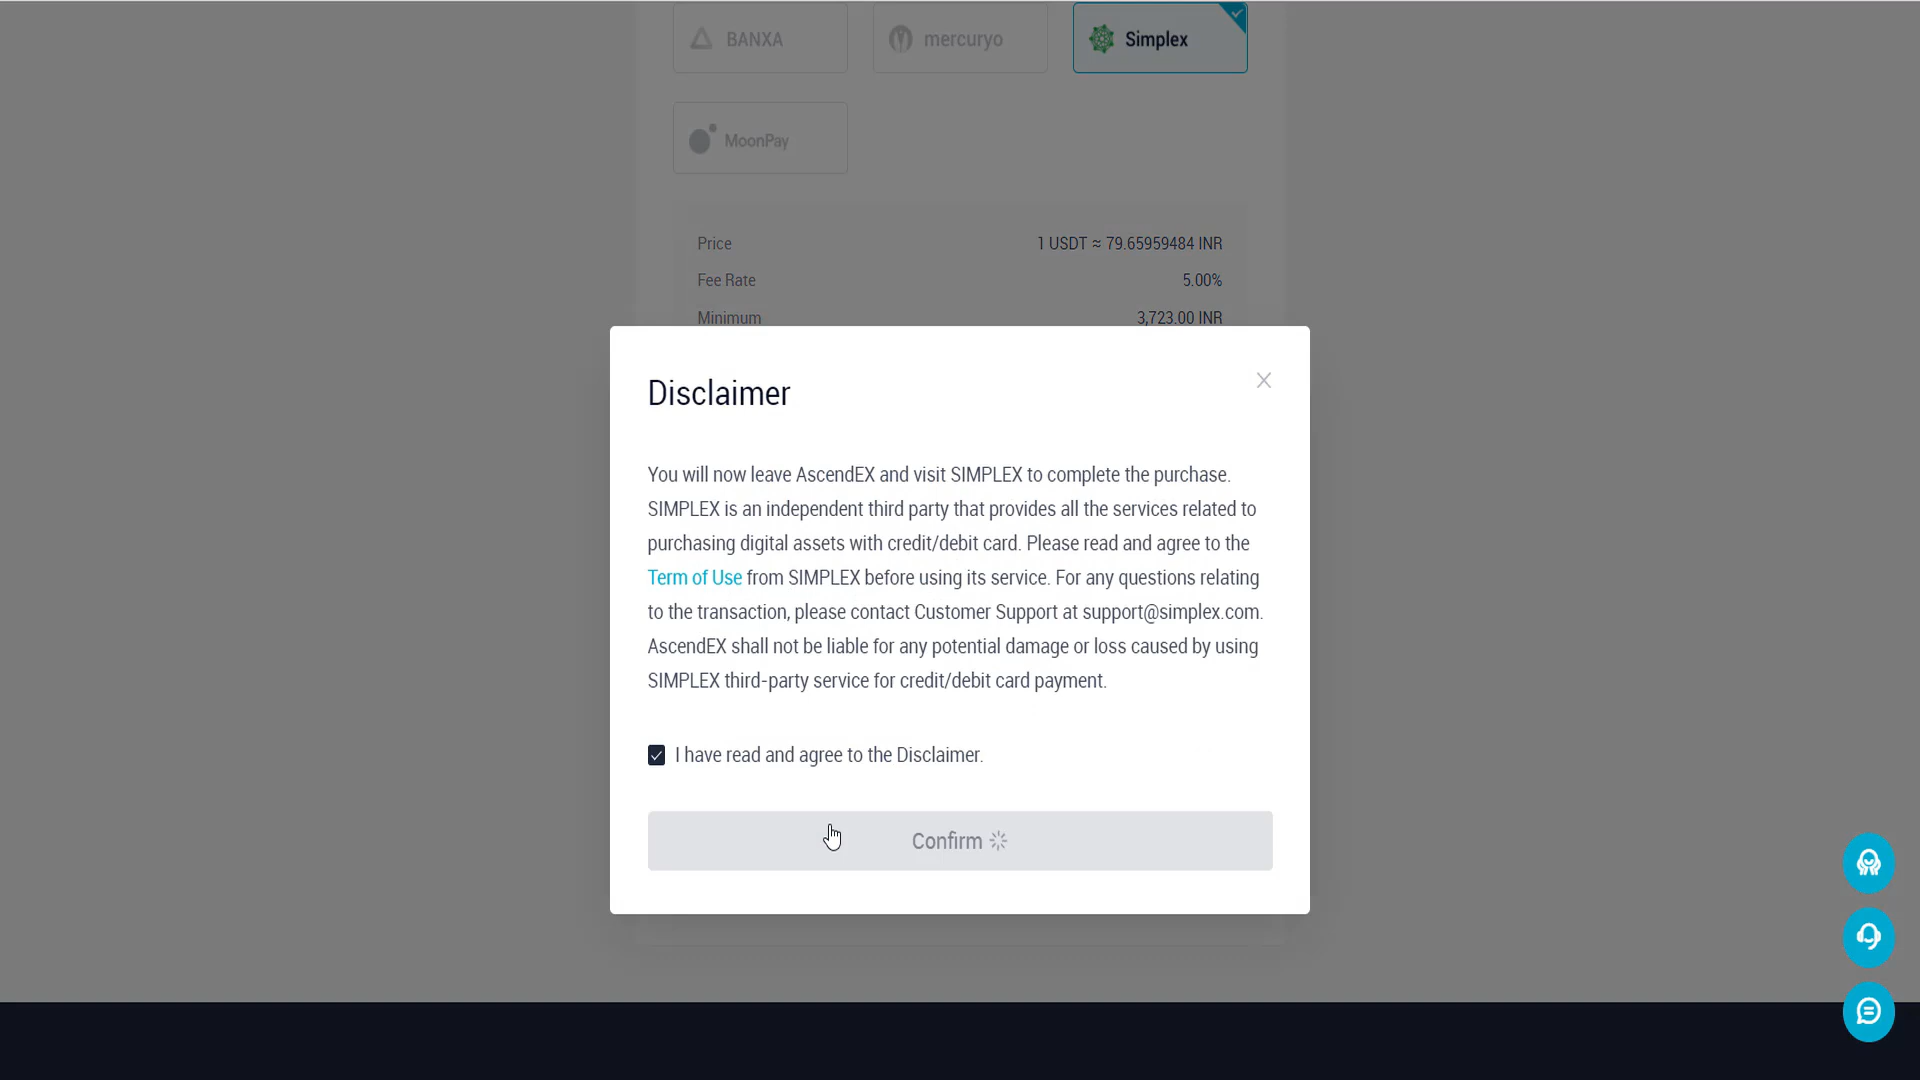 BANXA
mercuryo
Simplex
MoonPay
Price 1 USDT ≈ 79.65959484 INR
Fee Rate 5.00%
Minimum 3,723.00 INR
Disclaimer
You will now leave AscendEX and visit SIMPLEX to complete the purchase.
SIMPLEX is an independent third party that provides all the services related to
purchasing digital assets with credit/debit card. Please read and agree to the
Term of Use from SIMPLEX before using its service. For any questions relating
to the transaction, please contact Customer Support at support@simplex.com.
AscendEX shall not be liable for any potential damage or loss caused by using
SIMPLEX third-party service for credit/debit card payment.
I have read and agree to the Disclaimer.
Confirm